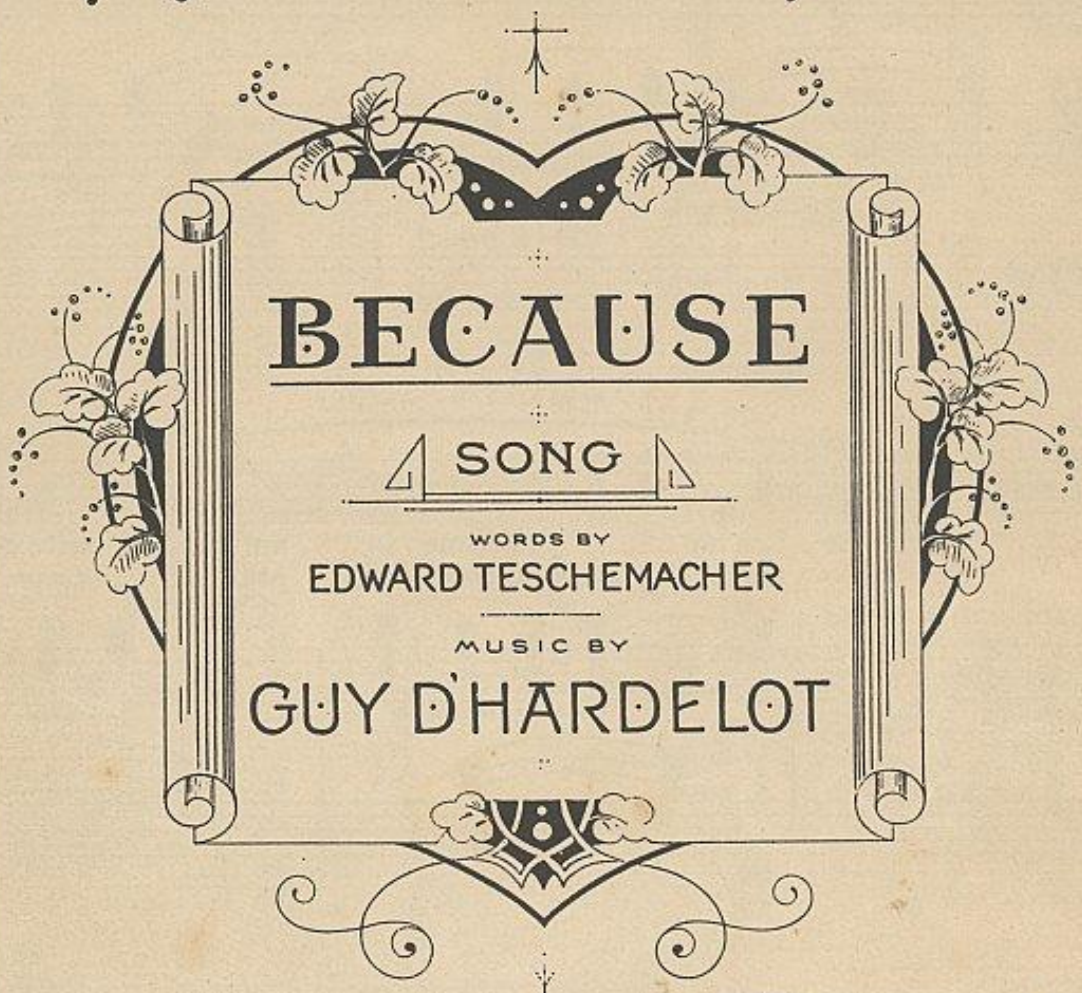 BECAUSE
SONG
WORDS BY
EDWARD TESCHEMACHER
MUSIC BY
GUY D'HARDELOT